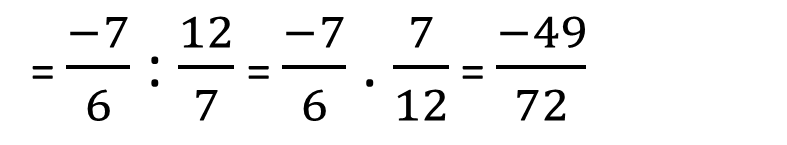 = −7/6 : 12/7 = −7/6 . 7/12 = −49/72